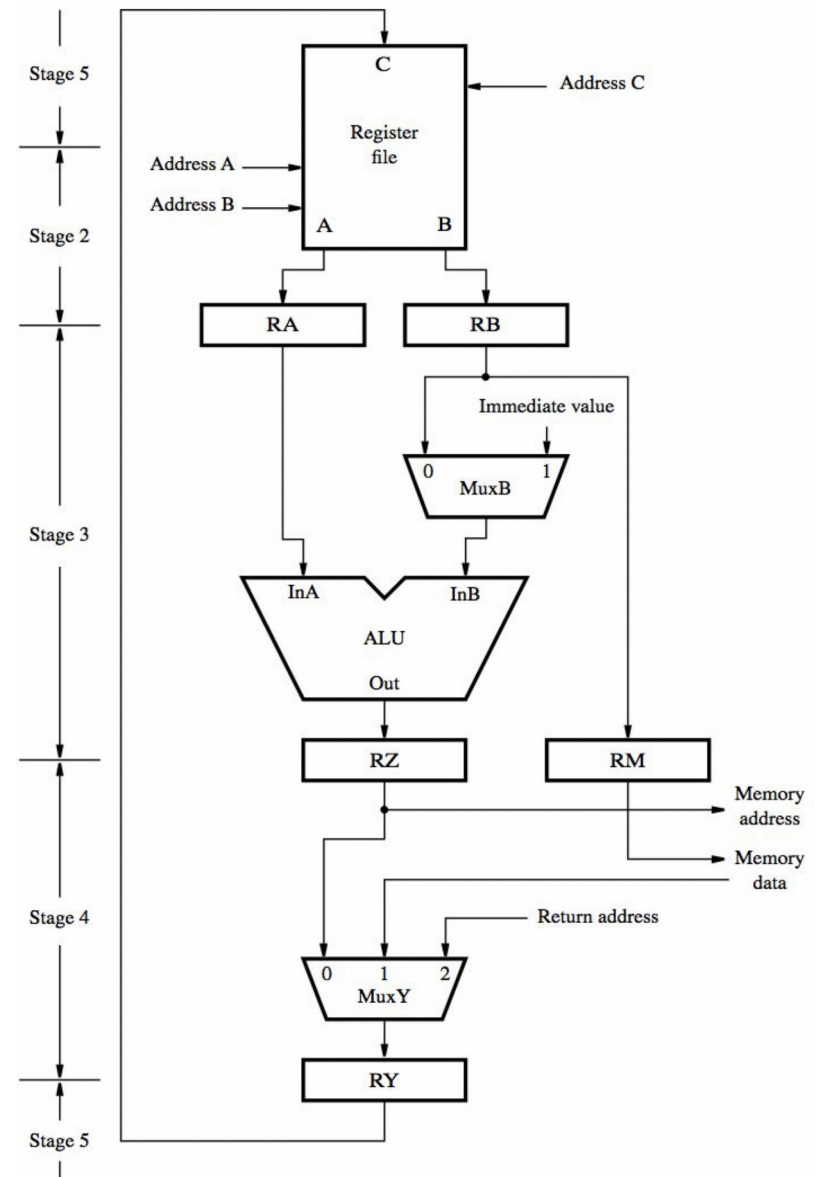 C
Stage 5
Address C
Register
file
Address A
Address B
A
B
Stage 2
RA
RB
Immediate value
0
1
MuxB
Stage 3
InA
InB
ALU
Out
RZ
RM
Memory
address
Memory
data
Stage 4
Return address
0
1
2
MuxY
RY
Stage 5